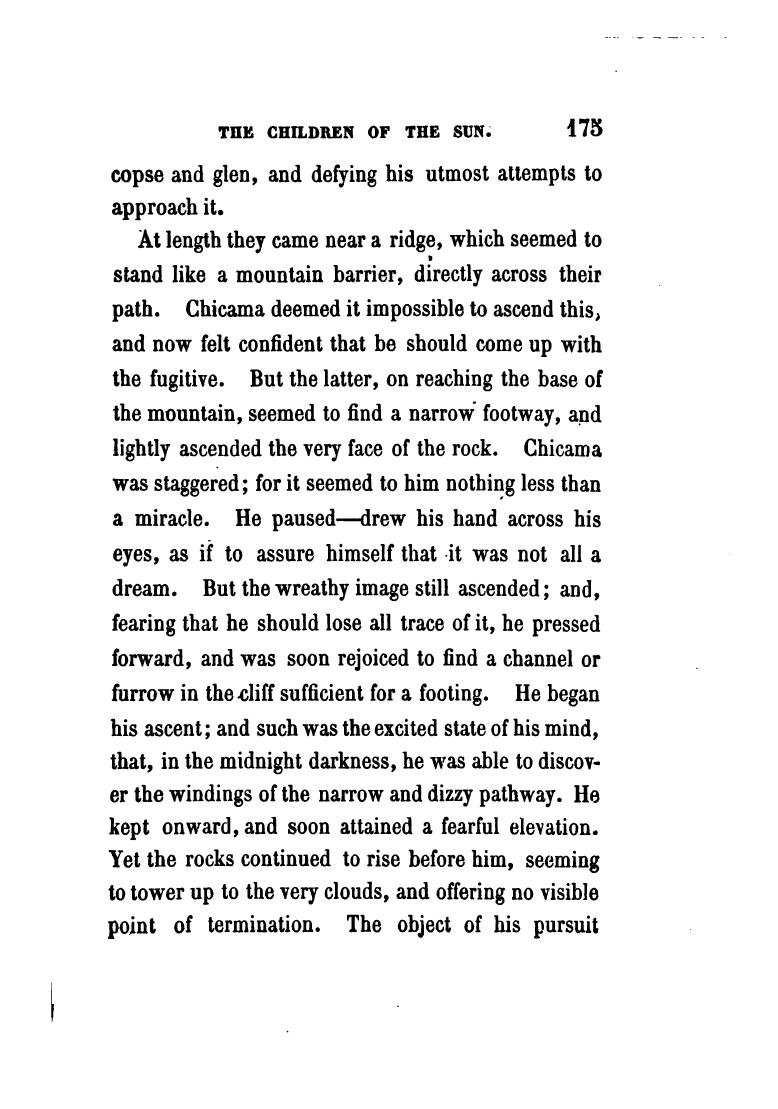 THE CHILDREN OF THE SUN. 175
copse and glen, and defying his utmost attempts to
approach it.
At length they came near a ridge, which seemed to
stand like a mountain barrier, directly across their
path. Chicama deemed it impossible to ascend this,
and now felt confident that be should come up with
the fugitive. But the latter, on reaching the base of
the mountain, seemed to find a narrow footway, and
lightly ascended the very face of the rock. Chicama
was staggered; for it seemed to him nothing less than
a miracle. He paused—drew his hand across his
eyes, as if to assure himself that it was not all a
dream. But the wreathy image still ascended; and,
fearing that he should lose all trace of it, he pressed
forward, and was soon rejoiced to find a channel or
furrow in the cliff sufficient for a footing. He began
his ascent; and such was the excited state of his mind,
that, in the midnight darkness, he was able to discov-
er the windings of the narrow and dizzy pathway. He
kept onward, and soon attained a fearful elevation.
Yet the rocks continued to rise before him, seeming
to tower up to the very clouds, and offering no visible
point of termination. The object of his pursuit